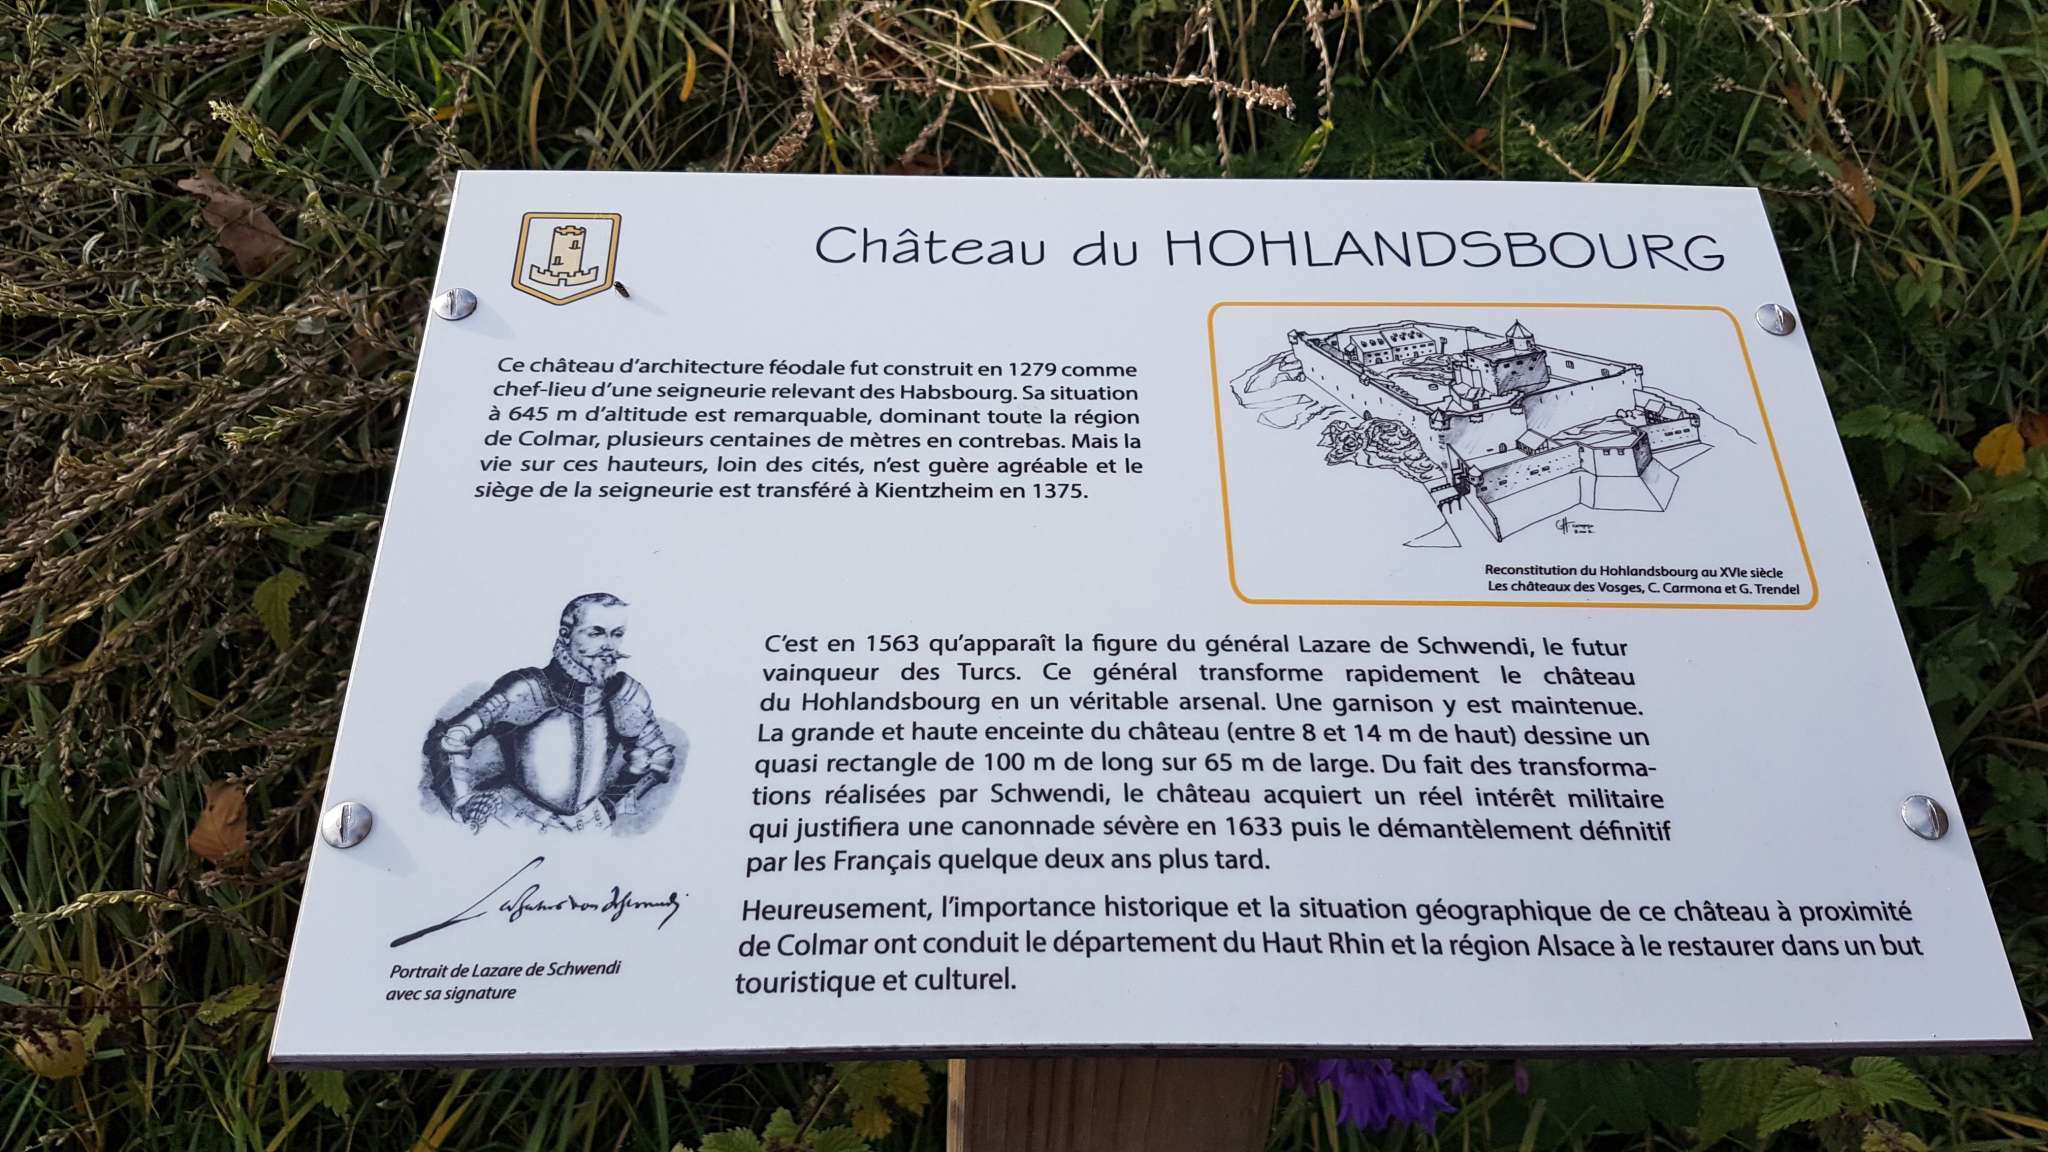 Château du HOHLANDSBOURG
Ce château d'architecture féodale fut construit en 1279 comme
chef-lieu d'une seigneurie relevant des Habsbourg. Sa situation
à 645 m d'altitude est remarquable, dominant toute la région
de Colmar, plusieurs centaines de mètres en contrebas. Mais la
vie sur ces hauteurs, loin des cités, n'est guère agréable et le
siège de la seigneurie est transféré à Kientzheim en 1375.
Reconstitution du Hohlandsbourg au XVIe siècle
Les châteaux des Vosges, C. Carmona et G. Trendel
C'est en 1563 qu'apparaît la figure du général Lazare de Schwendi, le futur
vainqueur des Turcs. Ce général transforme rapidement le château
du Hohlandsbourg en un véritable arsenal. Une garnison y est maintenue.
La grande et haute enceinte du château (entre 8 et 14 m de haut) dessine un
quasi rectangle de 100 m de long sur 65 m de large. Du fait des transforma-
tions réalisées par Schwendi, le château acquiert un réel intérêt militaire
qui justifiera une canonnade sévère en 1633 puis le démantèlement définitif
par les Français quelque deux ans plus tard.
Heureusement, l'importance historique et la situation géographique de ce château à proximité
de Colmar ont conduit le département du Haut Rhin et la région Alsace à le restaurer dans un but
touristique et culturel.
Portrait de Lazare de Schwendi
avec sa signature